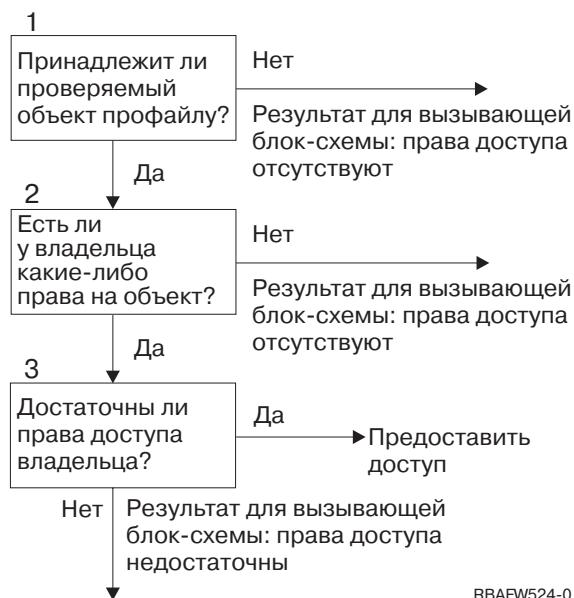 1
Принадлежит ли
проверяемый
объект профайлу?
Нет
Результат для вызывающей
блок-схемы: права доступа
отсутствуют
Да
2
Есть ли
у владельца
какие-либо
права на объект?
Нет
Результат для вызывающей
блок-схемы: права доступа
отсутствуют
Да
3
Достаточны ли
права доступа
владельца?
Да
Предоставить
доступ
Нет
Результат для вызывающей
блок-схемы: права доступа
недостаточны
RBAFW524-0